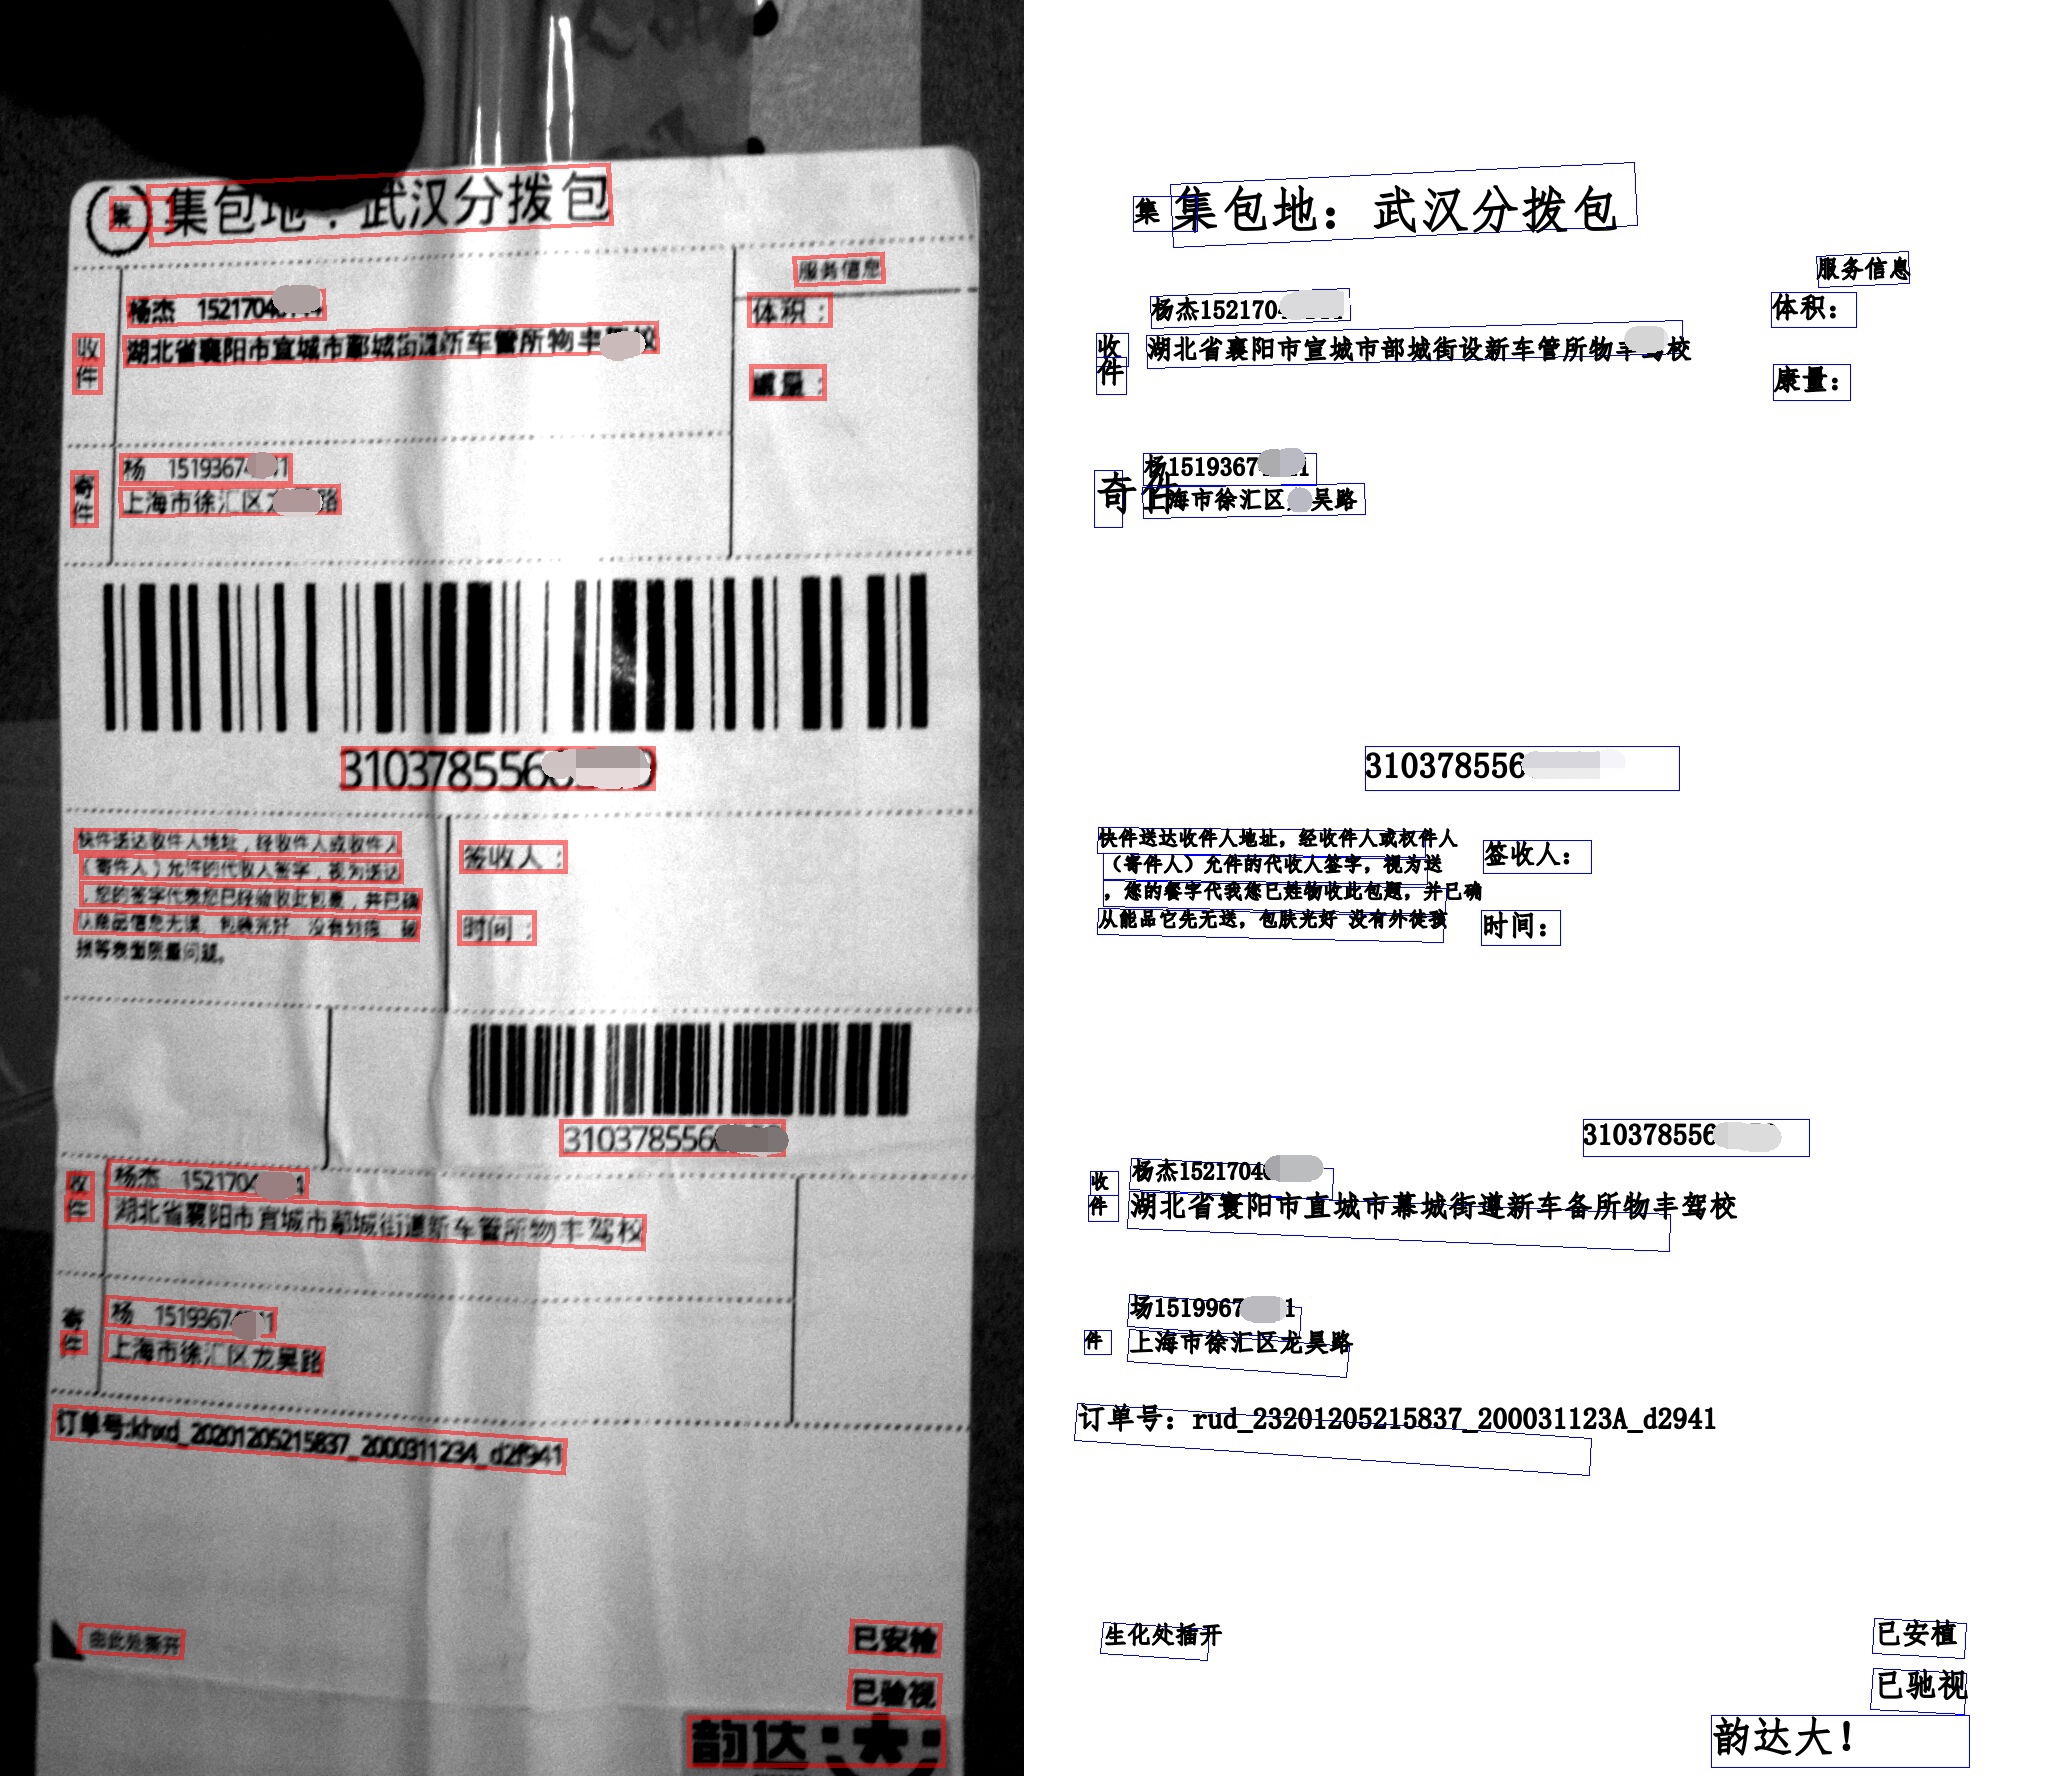 集 集包地：武汉分拨包
服务信息
杨杰 1521704
体积：
收件
湖北省襄阳市宜城市鄢城街道新车管所物丰
重量：
寄件
杨 15193674
上海市徐汇区 路
310378556
快件送达收件人地址，经收件人或收件人
（寄件人）允件的代收人签字，视为送达
，您的签字代表您已经验收此包裹，并已确
认商品信息无误，包装完好，没有划痕、破
损等表面质量问题。
签收人：
时间：
310378556
收件
杨杰 152170
湖北省襄阳市宜城市鄢城街道新车管所物丰驾校
寄件
杨 1519367
上海市徐汇区龙吴路
订单号:khxd_20201205215837_2000311234_d2f941
由此处撕开
已安检
已验视
韵达
集 集包地：武汉分拨包
服务信息
杨杰152170
体积：
收件
湖北省襄阳市宣城市部城街设新车管所物 校
康量：
奇件
杨1519367
上海市徐汇区 吴路
310378556
快件送达收件人地址，经收件人或权件人
（寄件人）允件的代收人签字，视为送
，您的餐字代我您已姓物收此包题，并已确
从能品它先无送，包肤光好 没有外徒孩
签收人：
时间：
310378556
收件
杨杰1521704
湖北省襄阳市直城市幕城街遵新车备所物丰驾校
场1519967 1
件
上海市徐汇区龙昊路
订单号：rud_23201205215837_200031123A_d2941
生化处插开
已安植
已驰视
韵达大！